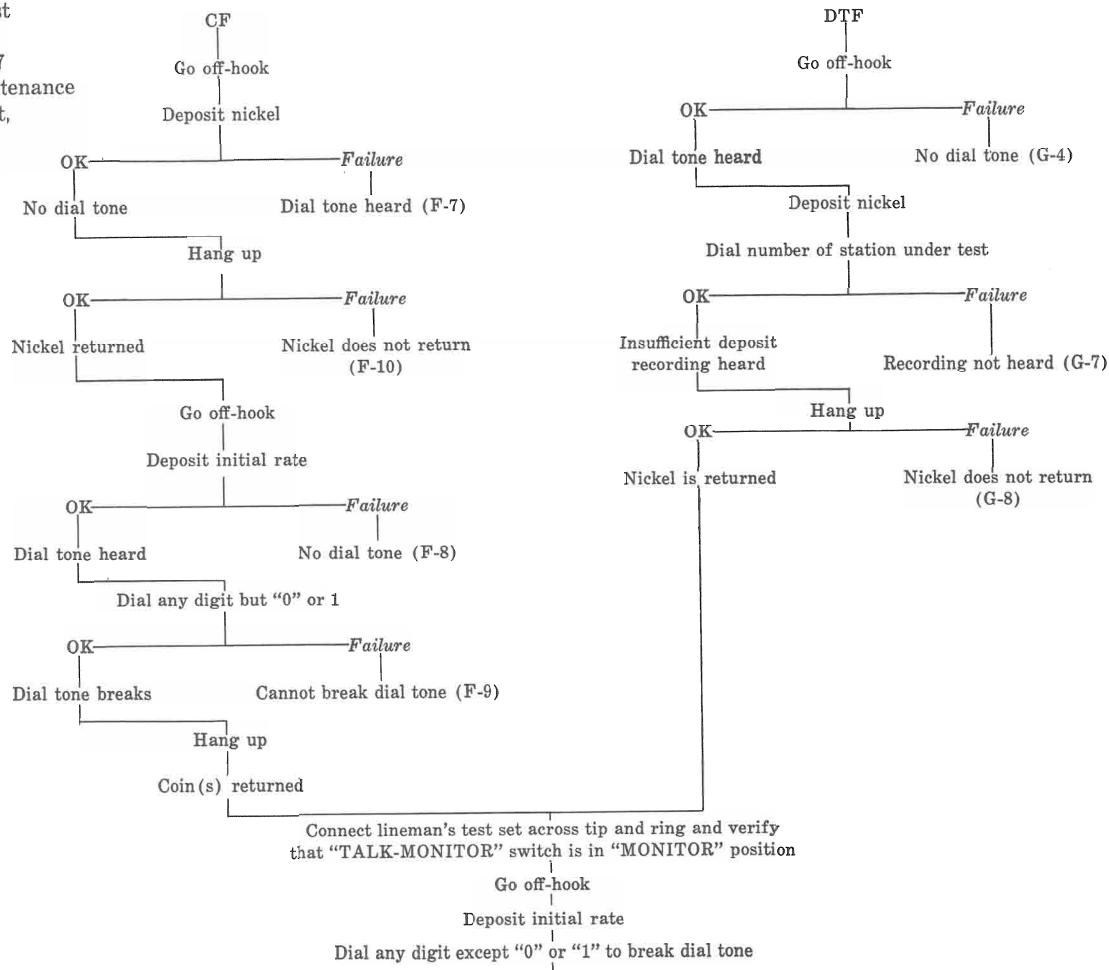 st
7
tenance
t,
CF
Go off-hook
Deposit nickel
OK Failure
No dial tone Dial tone heard (F-7)
Hang up
OK Failure
Nickel returned Nickel does not return
(F-10)
Go off-hook
Deposit initial rate
OK Failure
Dial tone heard No dial tone (F-8)
Dial any digit but “0” or 1
OK Failure
Dial tone breaks Cannot break dial tone (F-9)
Hang up
Coin(s) returned
DTF
Go off-hook
OK Failure
Dial tone heard No dial tone (G-4)
Deposit nickel
Dial number of station under test
OK Failure
Insufficient deposit
recording heard Recording not heard (G-7)
Hang up
OK Failure
Nickel is returned Nickel does not return
(G-8)
Connect lineman’s test set across tip and ring and verify
that “TALK-MONITOR” switch is in “MONITOR” position
Go off-hook
Deposit initial rate
Dial any digit except “0” or “1” to break dial tone